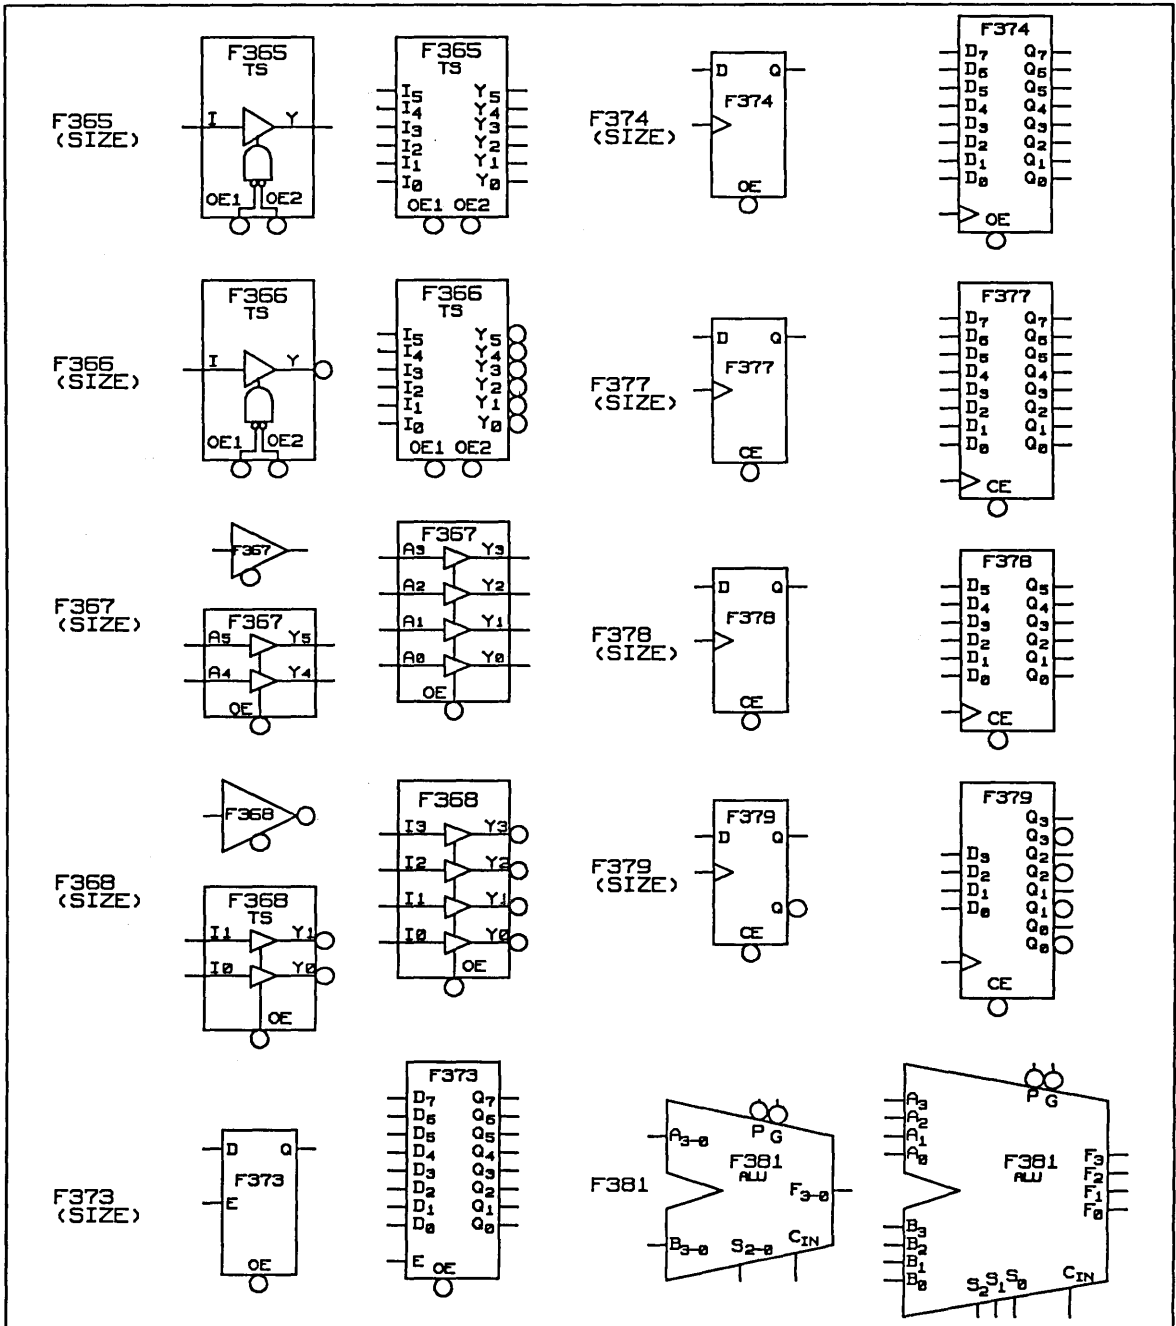 F365
(SIZE)
F365
TS
I
Y
OE1
OE2
F365
TS
I5
I4
I3
I2
I1
I0
Y5
Y4
Y3
Y2
Y1
Y0
OE1 OE2
F366
(SIZE)
F366
TS
I
Y
OE1
OE2
F366
TS
I5
I4
I3
I2
I1
I0
Y5
Y4
Y3
Y2
Y1
Y0
OE1 OE2
F367
(SIZE)
F367
F367
A5
Y5
A4
Y4
OE
F367
A3
Y3
A2
Y2
A1
Y1
A0
Y0
OE
F368
(SIZE)
F368
F368
TS
I1
Y1
I0
Y0
OE
F368
I3
Y3
I2
Y2
I1
Y1
I0
Y0
OE
F373
(SIZE)
D
Q
F373
E
OE
F373
D7
D6
D5
D4
D3
D2
D1
D0
Q7
Q6
Q5
Q4
Q3
Q2
Q1
Q0
E
OE
F374
(SIZE)
D
Q
F374
OE
F374
D7
D6
D5
D4
D3
D2
D1
D0
Q7
Q6
Q5
Q4
Q3
Q2
Q1
Q0
OE
F377
(SIZE)
D
Q
F377
CE
F377
D7
D6
D5
D4
D3
D2
D1
D0
Q7
Q6
Q5
Q4
Q3
Q2
Q1
Q0
CE
F378
(SIZE)
D
Q
F378
CE
F378
D5
D4
D3
D2
D1
D0
Q5
Q4
Q3
Q2
Q1
Q0
CE
F379
(SIZE)
F379
D
Q
Q
CE
F379
D3
D2
D1
D0
Q3
Q3
Q2
Q2
Q1
Q1
Q0
Q0
CE
F381
P G
A3-0
F381
ALU
F3-0
B3-0
S2-0
CIN
P G
A3
A2
A1
A0
F381
ALU
F3
F2
F1
F0
B3
B2
B1
B0
S2 S1 S0
CIN